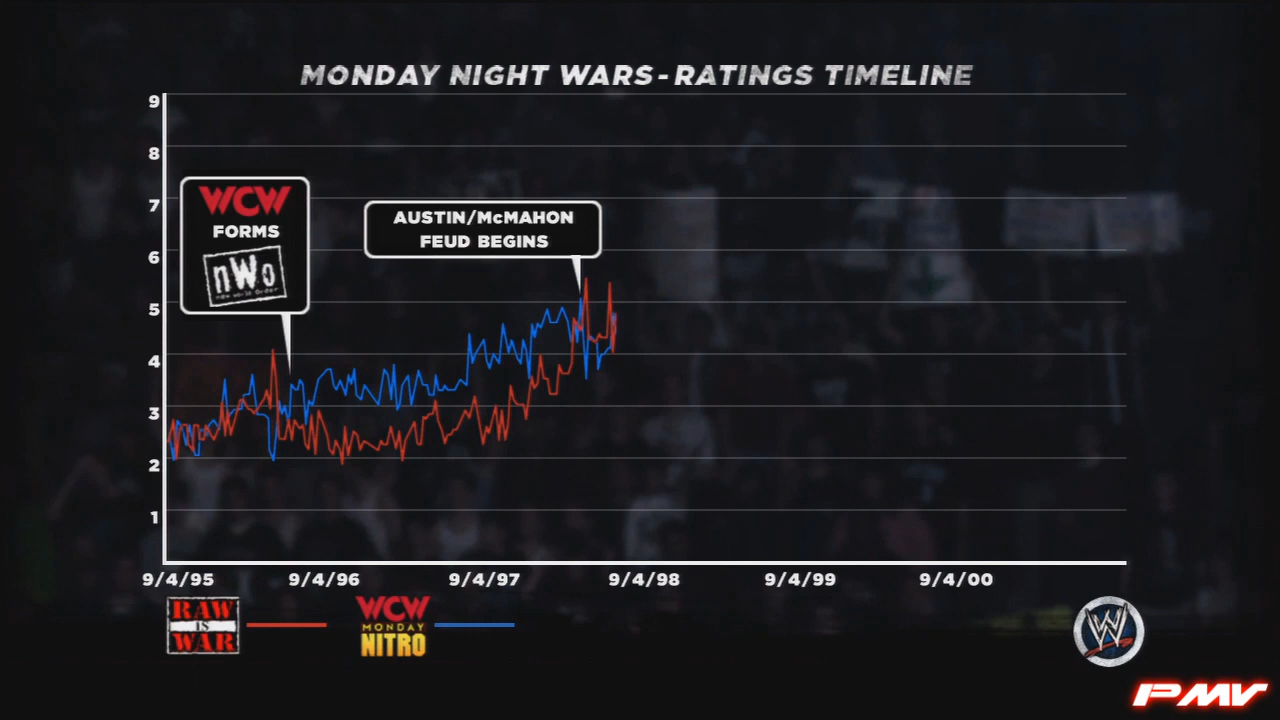 MONDAY NIGHT WARS-RATINGS TIMELINE
9
8
7
6
5
4
3
2
1
WCW
FORMS
nWo
new world Order
AUSTIN/McMAHON
FEUD BEGINS
9/4/95 9/4/96 9/4/97 9/4/98 9/4/99 9/4/00
RAW
IS
WAR
WCW
MONDAY
NITRO
W
PMV